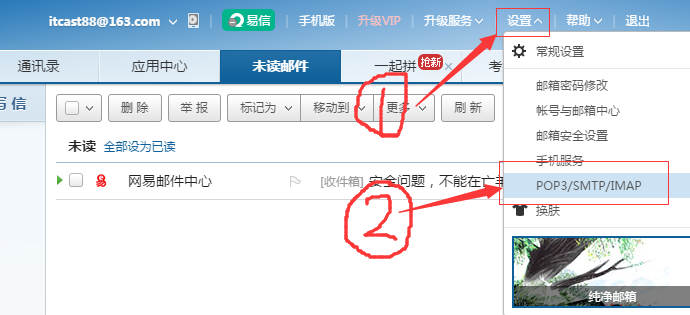 itcast88@163.com 易信 手机版 升级VIP 升级服务 设置 帮助 退出
通讯录 应用中心 未读邮件 一起拼 抢新 考
写信 删 除 举 报 标记为 移动到 更多 刷 新
未读 全部设为已读
网易邮件中心 [收件箱] 安全问题，不能在亡羊
常规设置
邮箱密码修改
帐号与邮箱中心
邮箱安全设置
手机服务
POP3/SMTP/IMAP
换肤
纯净邮箱
1
2